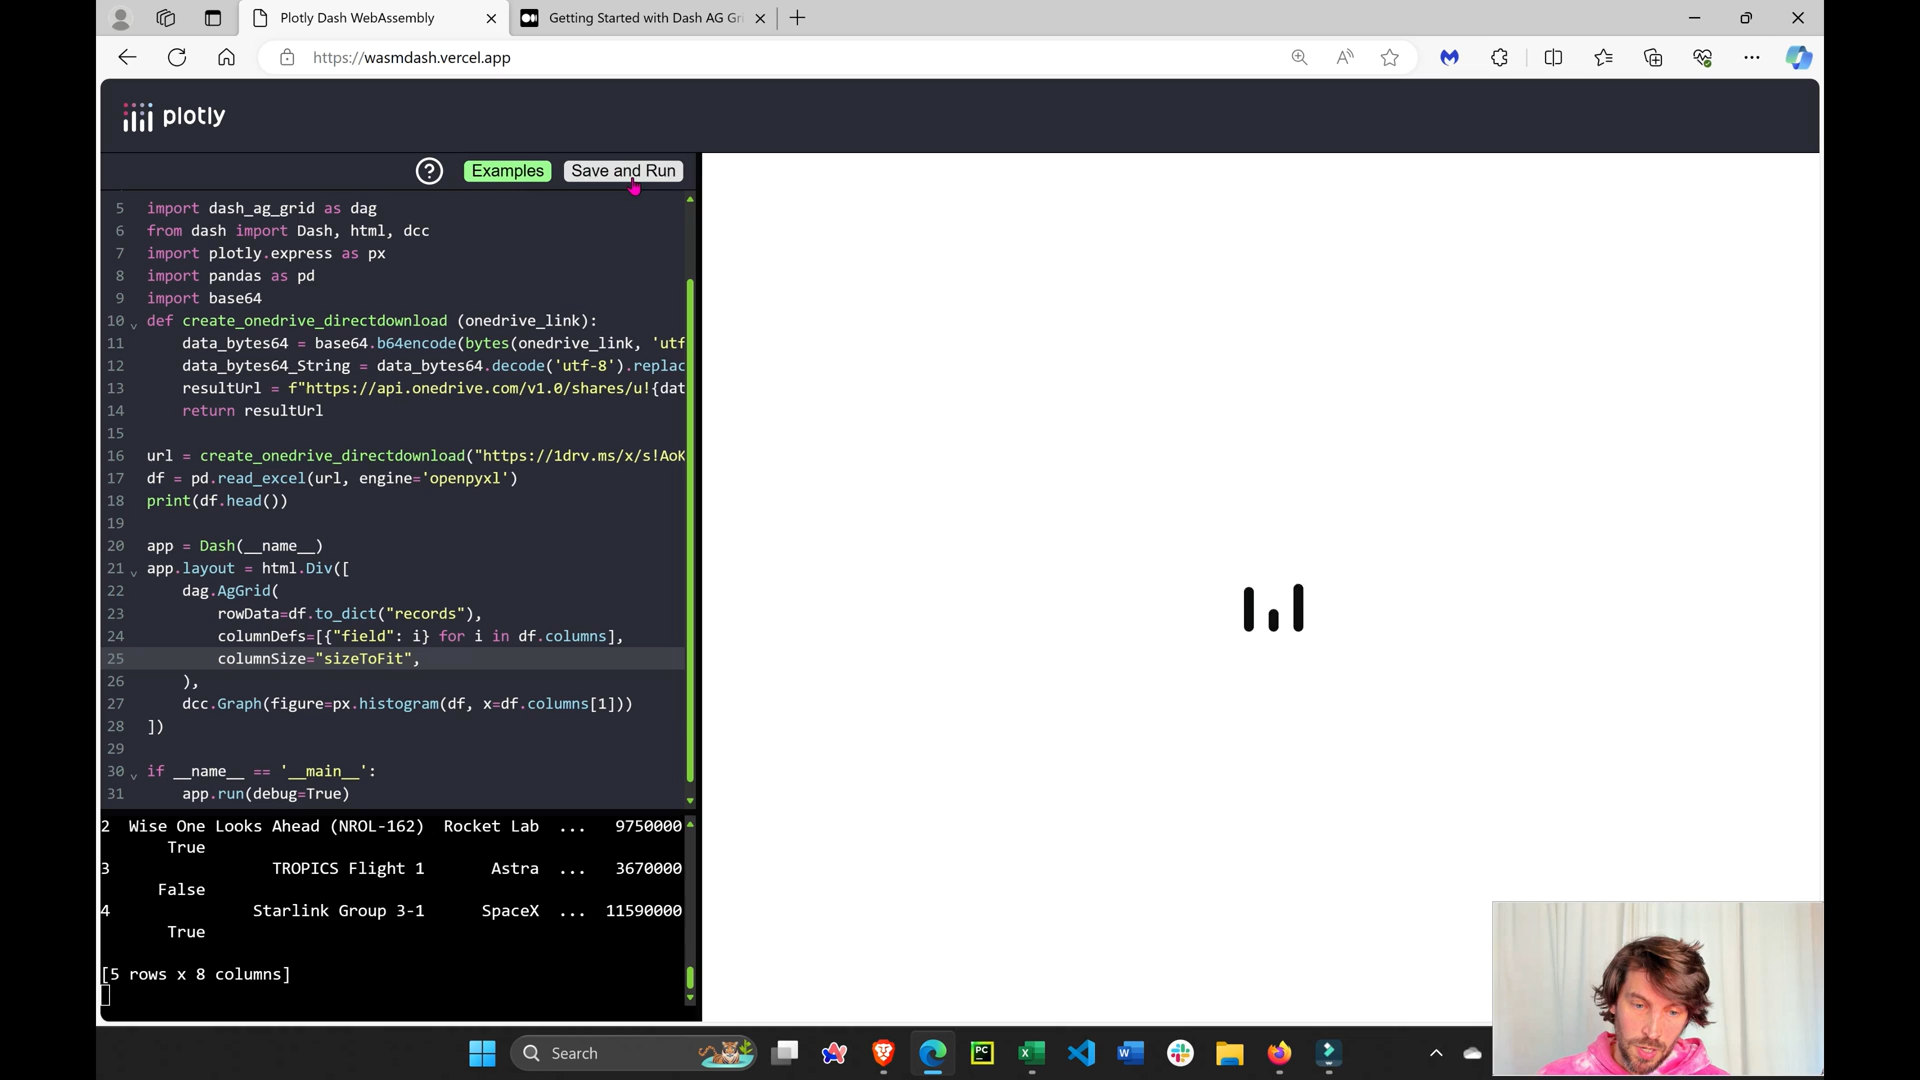 Plotly Dash WebAssembly
Getting Started with Dash AG Gri
https://wasmdash.vercel.app
plotly
? Examples Save and Run
5 import dash_ag_grid as dag
6 from dash import Dash, html, dcc
7 import plotly.express as px
8 import pandas as pd
9 import base64
10 def create_onedrive_directdownload (onedrive_link):
11 data_bytes64 = base64.b64encode(bytes(onedrive_link, 'utf
12 data_bytes64_String = data_bytes64.decode('utf-8').replac
13 resultUrl = f"https://api.onedrive.com/v1.0/shares/u!{dat
14 return resultUrl
15
16 url = create_onedrive_directdownload("https://1drv.ms/x/s!AoK
17 df = pd.read_excel(url, engine='openpyxl')
18 print(df.head())
19
20 app = Dash(__name__)
21 app.layout = html.Div([
22 dag.AgGrid(
23 rowData=df.to_dict("records"),
24 columnDefs=[{"field": i} for i in df.columns],
25 columnSize="sizeToFit",
26 ),
27 dcc.Graph(figure=px.histogram(df, x=df.columns[1]))
28 ])
29
30 if __name__ == '__main__':
31 app.run(debug=True)
2 Wise One Looks Ahead (NROL-162) Rocket Lab ... 9750000
True
3 TROPICS Flight 1 Astra ... 3670000
False
4 Starlink Group 3-1 SpaceX ... 11590000
True
[5 rows x 8 columns]
Search